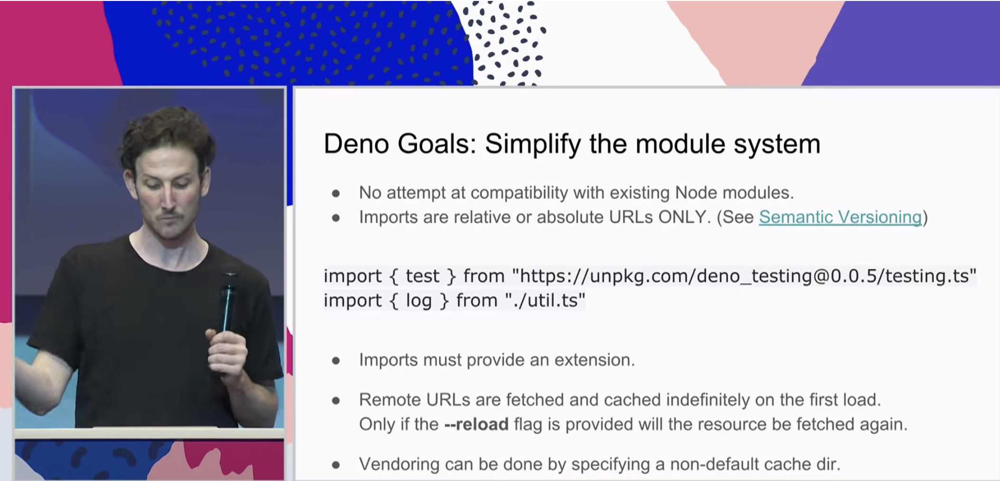 Deno Goals: Simplify the module system
● No attempt at compatibility with existing Node modules.
● Imports are relative or absolute URLs ONLY. (See Semantic Versioning)
import { test } from "https://unpkg.com/deno_testing@0.0.5/testing.ts"
import { log } from "./util.ts"
● Imports must provide an extension.
● Remote URLs are fetched and cached indefinitely on the first load.
Only if the --reload flag is provided will the resource be fetched again.
● Vendoring can be done by specifying a non-default cache dir.